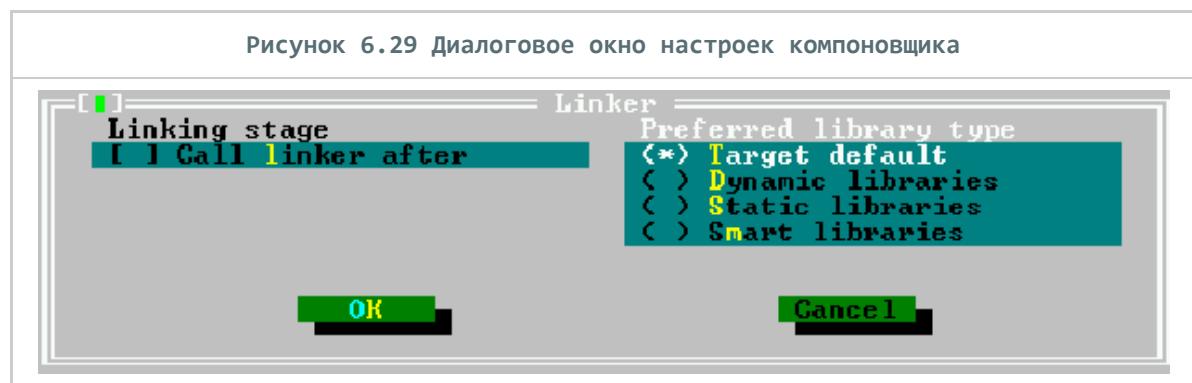 Рисунок 6.29 Диалоговое окно настроек компоновщика
[ ] Linker
Linking stage
[ ] Call linker after
Preferred library type
(*) Target default
( ) Dynamic libraries
( ) Static libraries
( ) Smart libraries
OK
Cancel